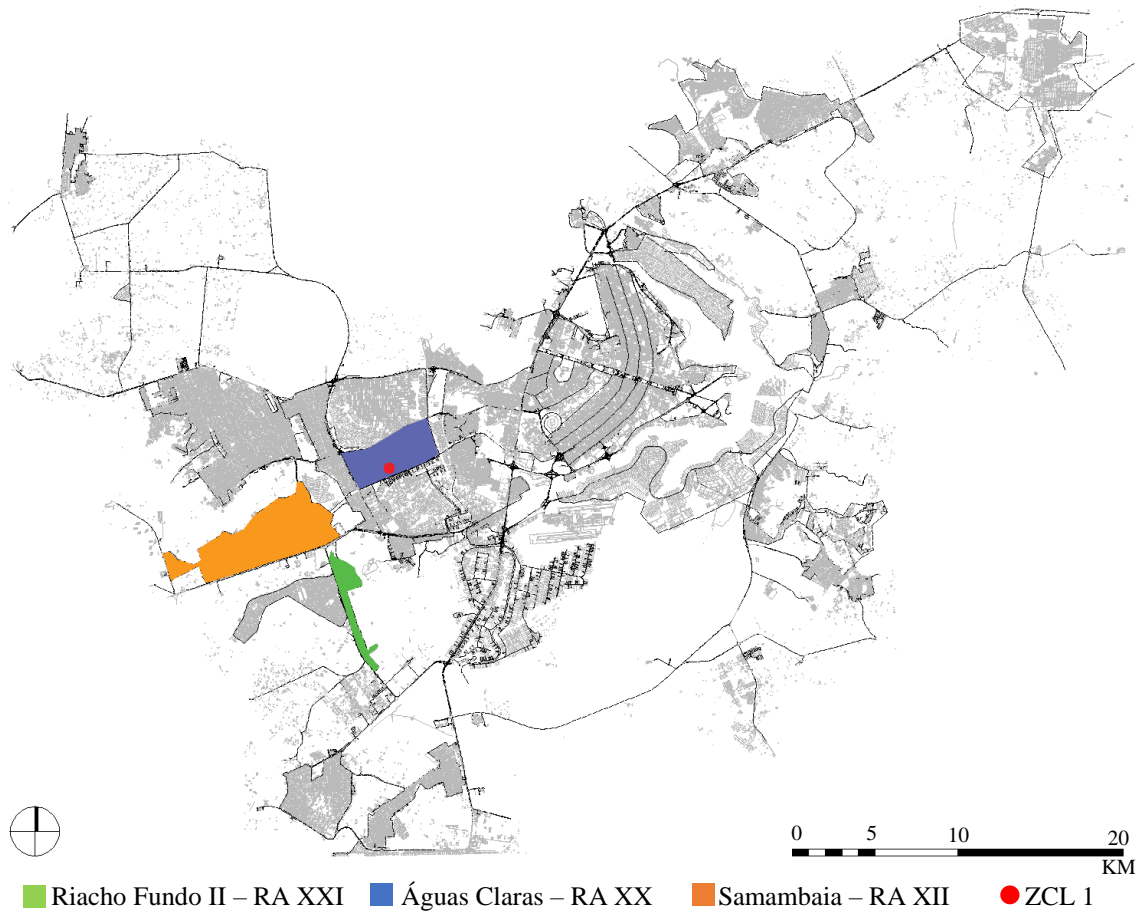 0 5 10 20
KM
Riacho Fundo II – RA XXI Águas Claras – RA XX Samambaia – RA XII ZCL 1